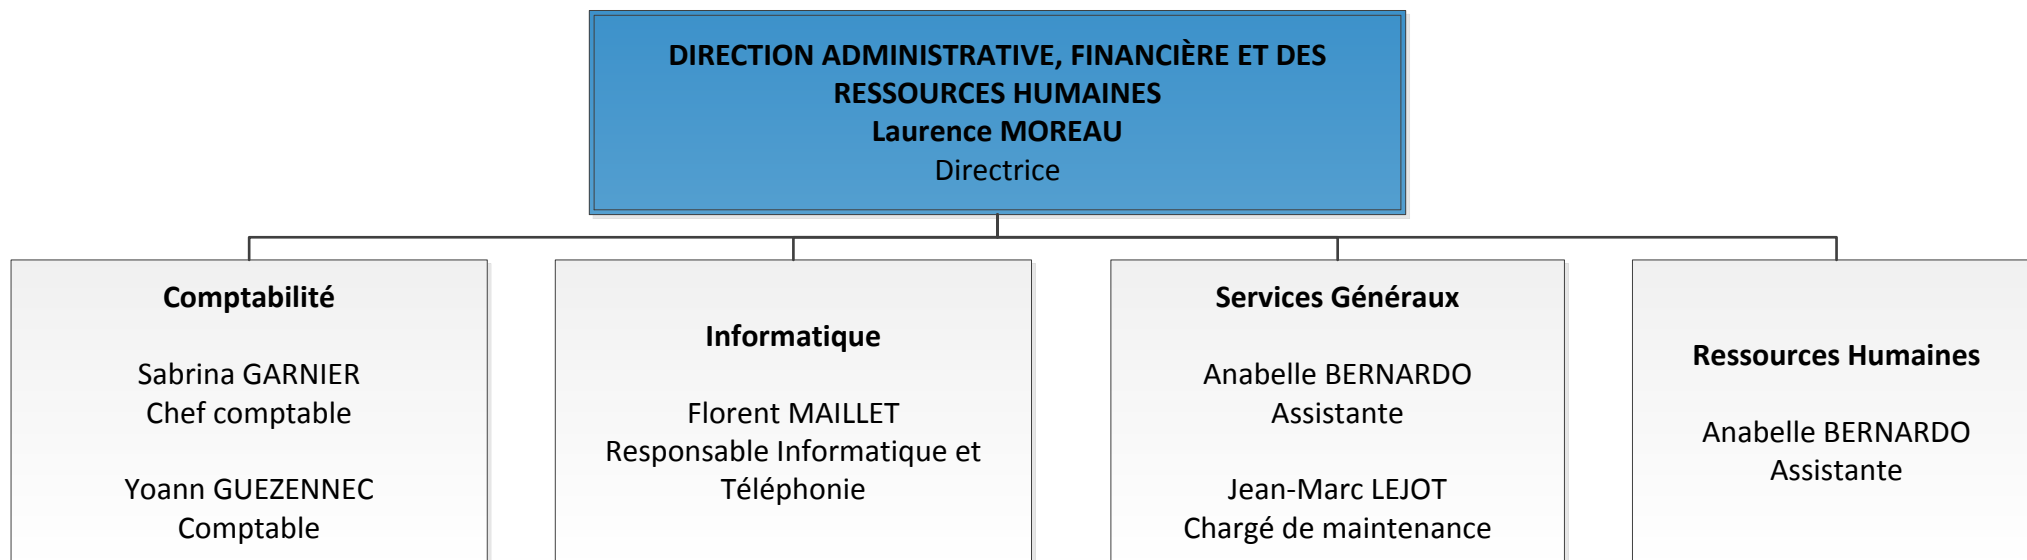 DIRECTION ADMINISTRATIVE, FINANCIÈRE ET DES
RESSOURCES HUMAINES
Laurence MOREAU
Directrice
Comptabilité
Sabrina GARNIER
Chef comptable
Yoann GUEZENNEC
Comptable
Informatique
Florent MAILLET
Responsable Informatique et
Téléphonie
Services Généraux
Anabelle BERNARDO
Assistante
Jean-Marc LEJOT
Chargé de maintenance
Ressources Humaines
Anabelle BERNARDO
Assistante